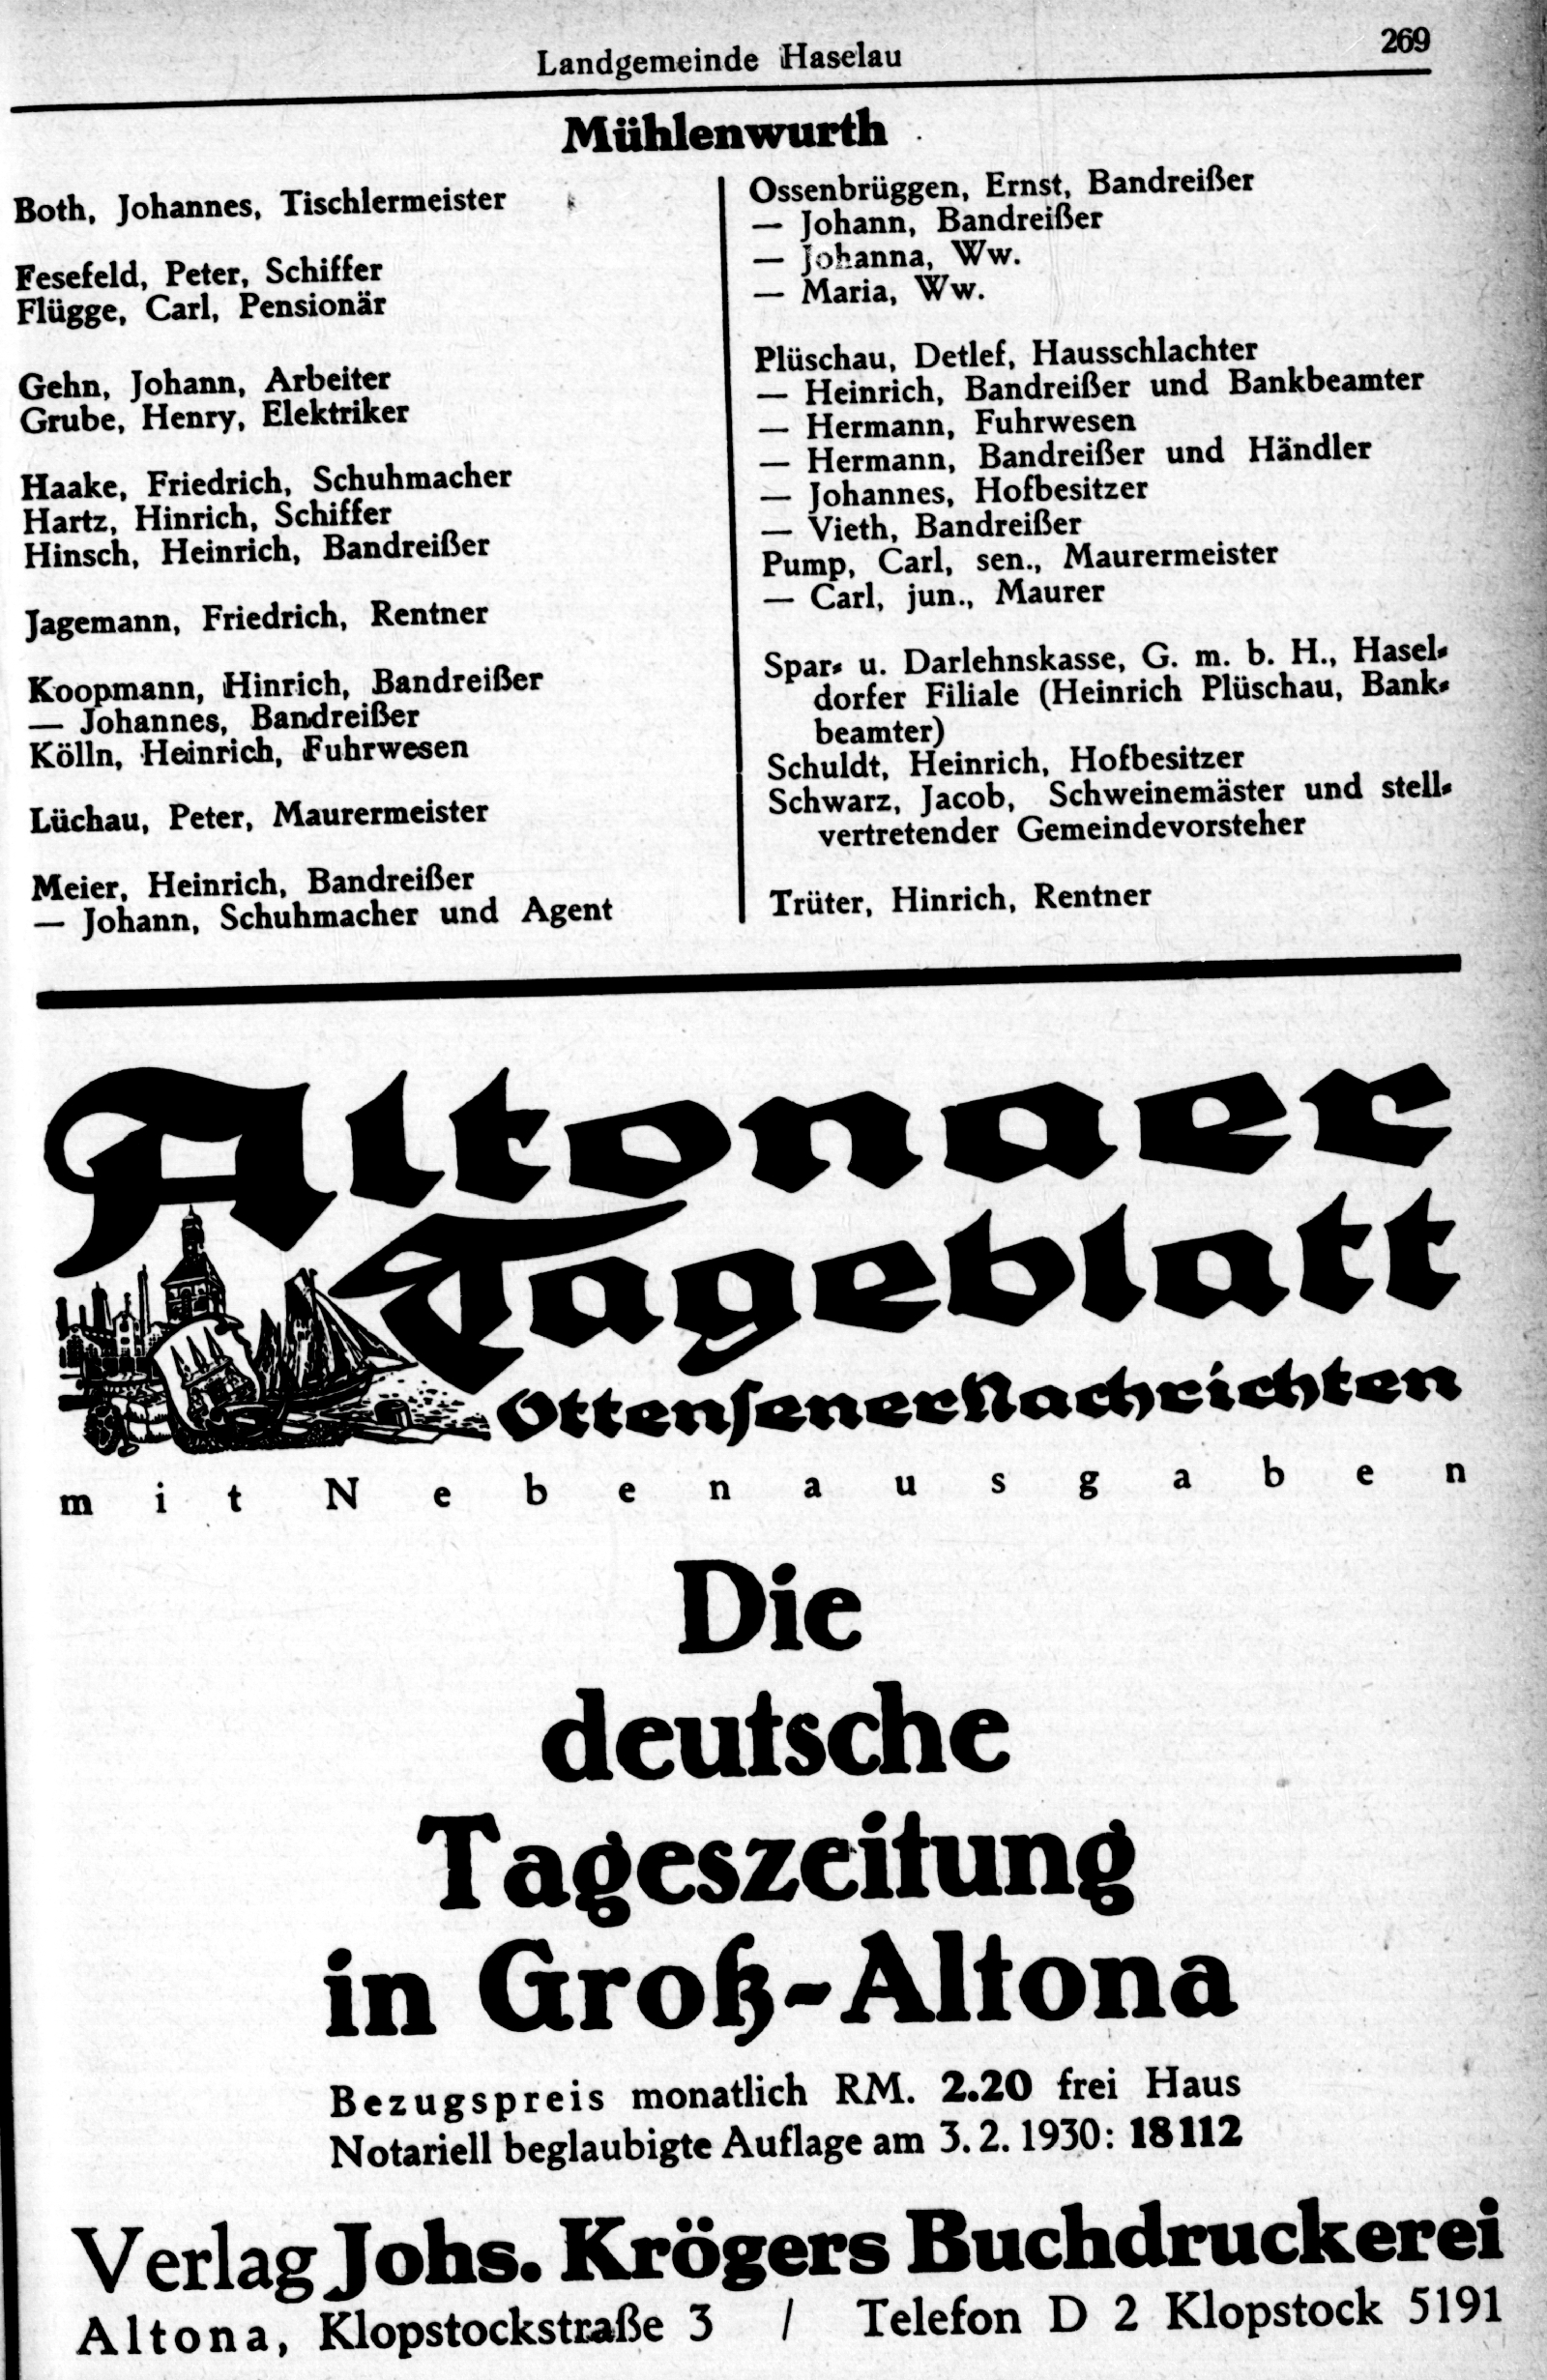 Landgemeinde Haselau
269
Mühlenwurth
Both, Johannes, Tischlermeister
Fesefeld, Peter, Schiffer
Flügge, Carl, Pensionär
Gehn, Johann, Arbeiter
Grube, Henry, Elektriker
Haake, Friedrich, Schuhmacher
Hartz, Hinrich, Schiffer
Hinsch, Heinrich, Bandreißer
Jagemann, Friedrich, Rentner
Koopmann, Hinrich, Bandreißer
— Johannes, Bandreißer
Kölln, Heinrich, Fuhrwesen
Lüchau, Peter, Maurermeister
Meier, Heinrich, Bandreißer
— Johann, Schuhmacher und Agent
Ossenbrüggen, Ernst, Bandreißer
— Johann, Bandreißer
— Johanna, Ww.
— Maria, Ww.
Plüschau, Detlef, Hausschlachter
— Heinrich, Bandreißer und Bankbeamter
— Hermann, Fuhrwesen
— Hermann, Bandreißer und Händler
— Johannes, Hofbesitzer
— Vieth, Bandreißer
Pump, Carl, sen., Maurermeister
— Carl, jun., Maurer
Spar- u. Darlehnskasse, G. m. b. H., Hasel-
dorfer Filiale (Heinrich Plüschau, Bank-
beamter)
Schuldt, Heinrich, Hofbesitzer
Schwarz, Jacob, Schweinemäster und stell-
vertretender Gemeindevorsteher
Trüter, Hinrich, Rentner
Altonaer
Tageblatt
Ottenſener Nachrichten
mit Nebenausgaben
Die
deutsche
Tageszeitung
in Groß-Altona
Bezugspreis monatlich RM. 2.20 frei Haus
Notariell beglaubigte Auflage am 3. 2. 1930: 18112
Verlag Johs. Krögers Buchdruckerei
Altona, Klopstockstraße 3 / Telefon D 2 Klopstock 5191